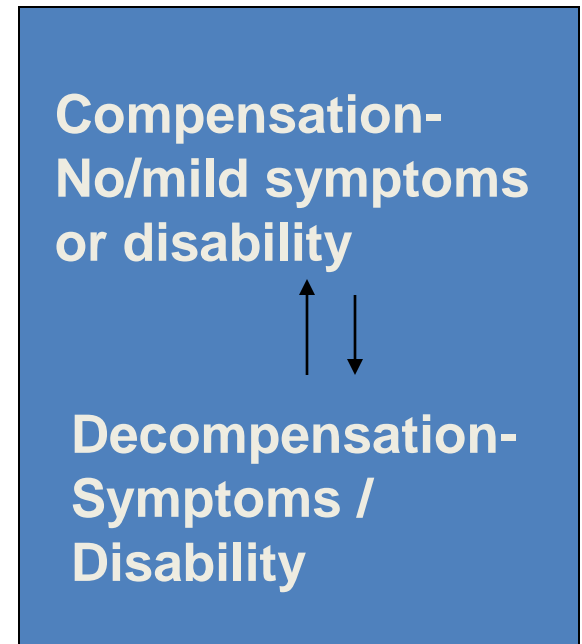 Compensation-
No/mild symptoms
or disability
Decompensation-
Symptoms /
Disability